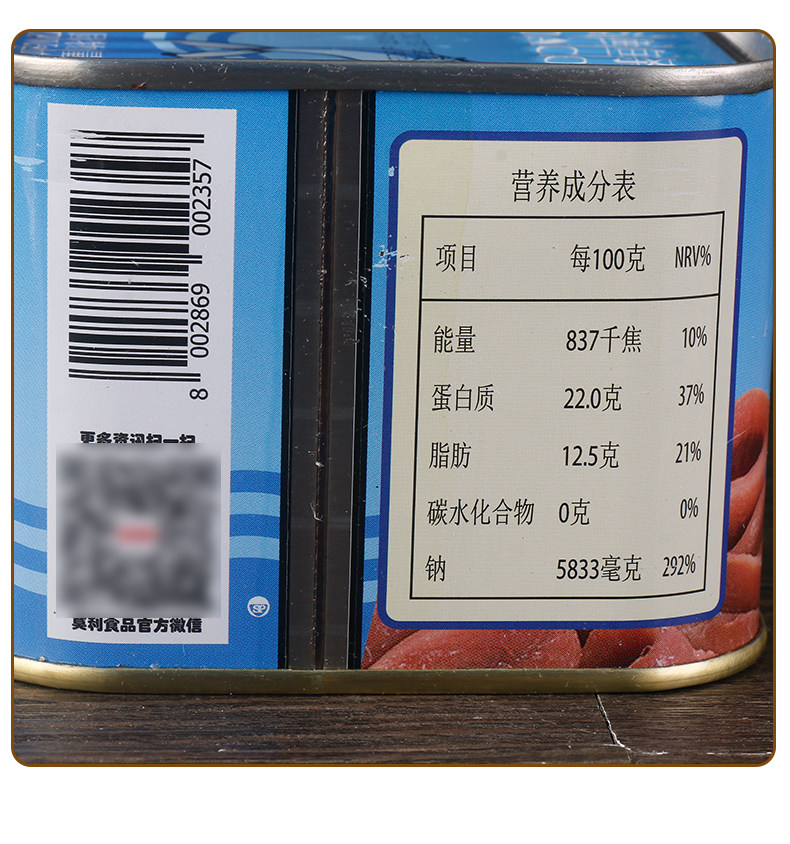 8 002869 002357
更多资讯扫一扫
莫利食品官方微信
SP
营养成分表
项目 每100克 NRV%
能量 837千焦 10%
蛋白质 22.0克 37%
脂肪 12.5克 21%
碳水化合物 0克 0%
钠 5833毫克 292%